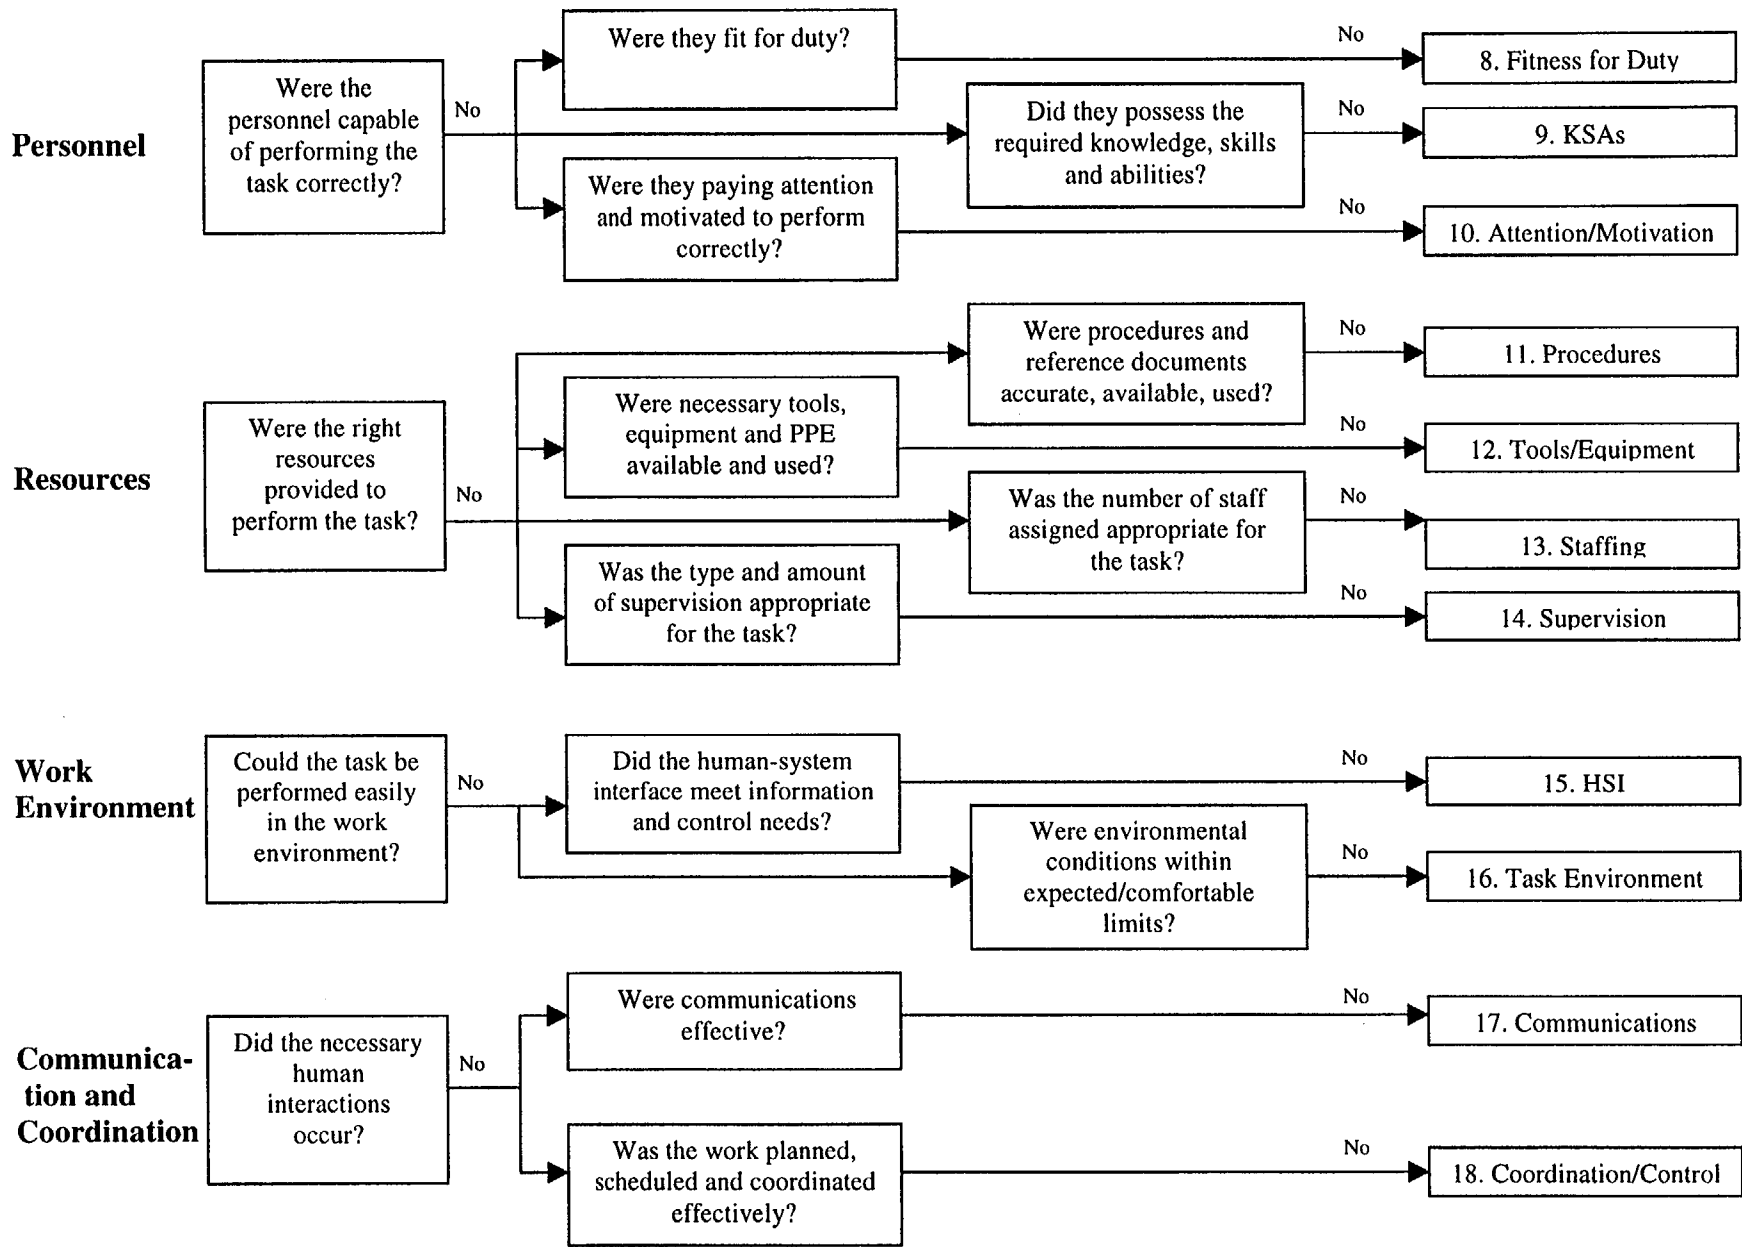 Personnel
Were the
personnel capable
of performing the
task correctly?
No
Were they fit for duty?
No
8. Fitness for Duty
Did they possess the
required knowledge, skills
and abilities?
No
9. KSAs
Were they paying attention
and motivated to perform
correctly?
No
10. Attention/Motivation
Resources
Were the right
resources
provided to
perform the task?
No
Were procedures and
reference documents
accurate, available, used?
No
11. Procedures
Were necessary tools,
equipment and PPE
available and used?
No
12. Tools/Equipment
Was the number of staff
assigned appropriate for
the task?
No
13. Staffing
Was the type and amount
of supervision appropriate
for the task?
No
14. Supervision
Work
Environment
Could the task be
performed easily
in the work
environment?
No
Did the human-system
interface meet information
and control needs?
No
15. HSI
Were environmental
conditions within
expected/comfortable
limits?
No
16. Task Environment
Communica-
tion and
Coordination
Did the necessary
human
interactions
occur?
No
Were communications
effective?
No
17. Communications
Was the work planned,
scheduled and coordinated
effectively?
No
18. Coordination/Control